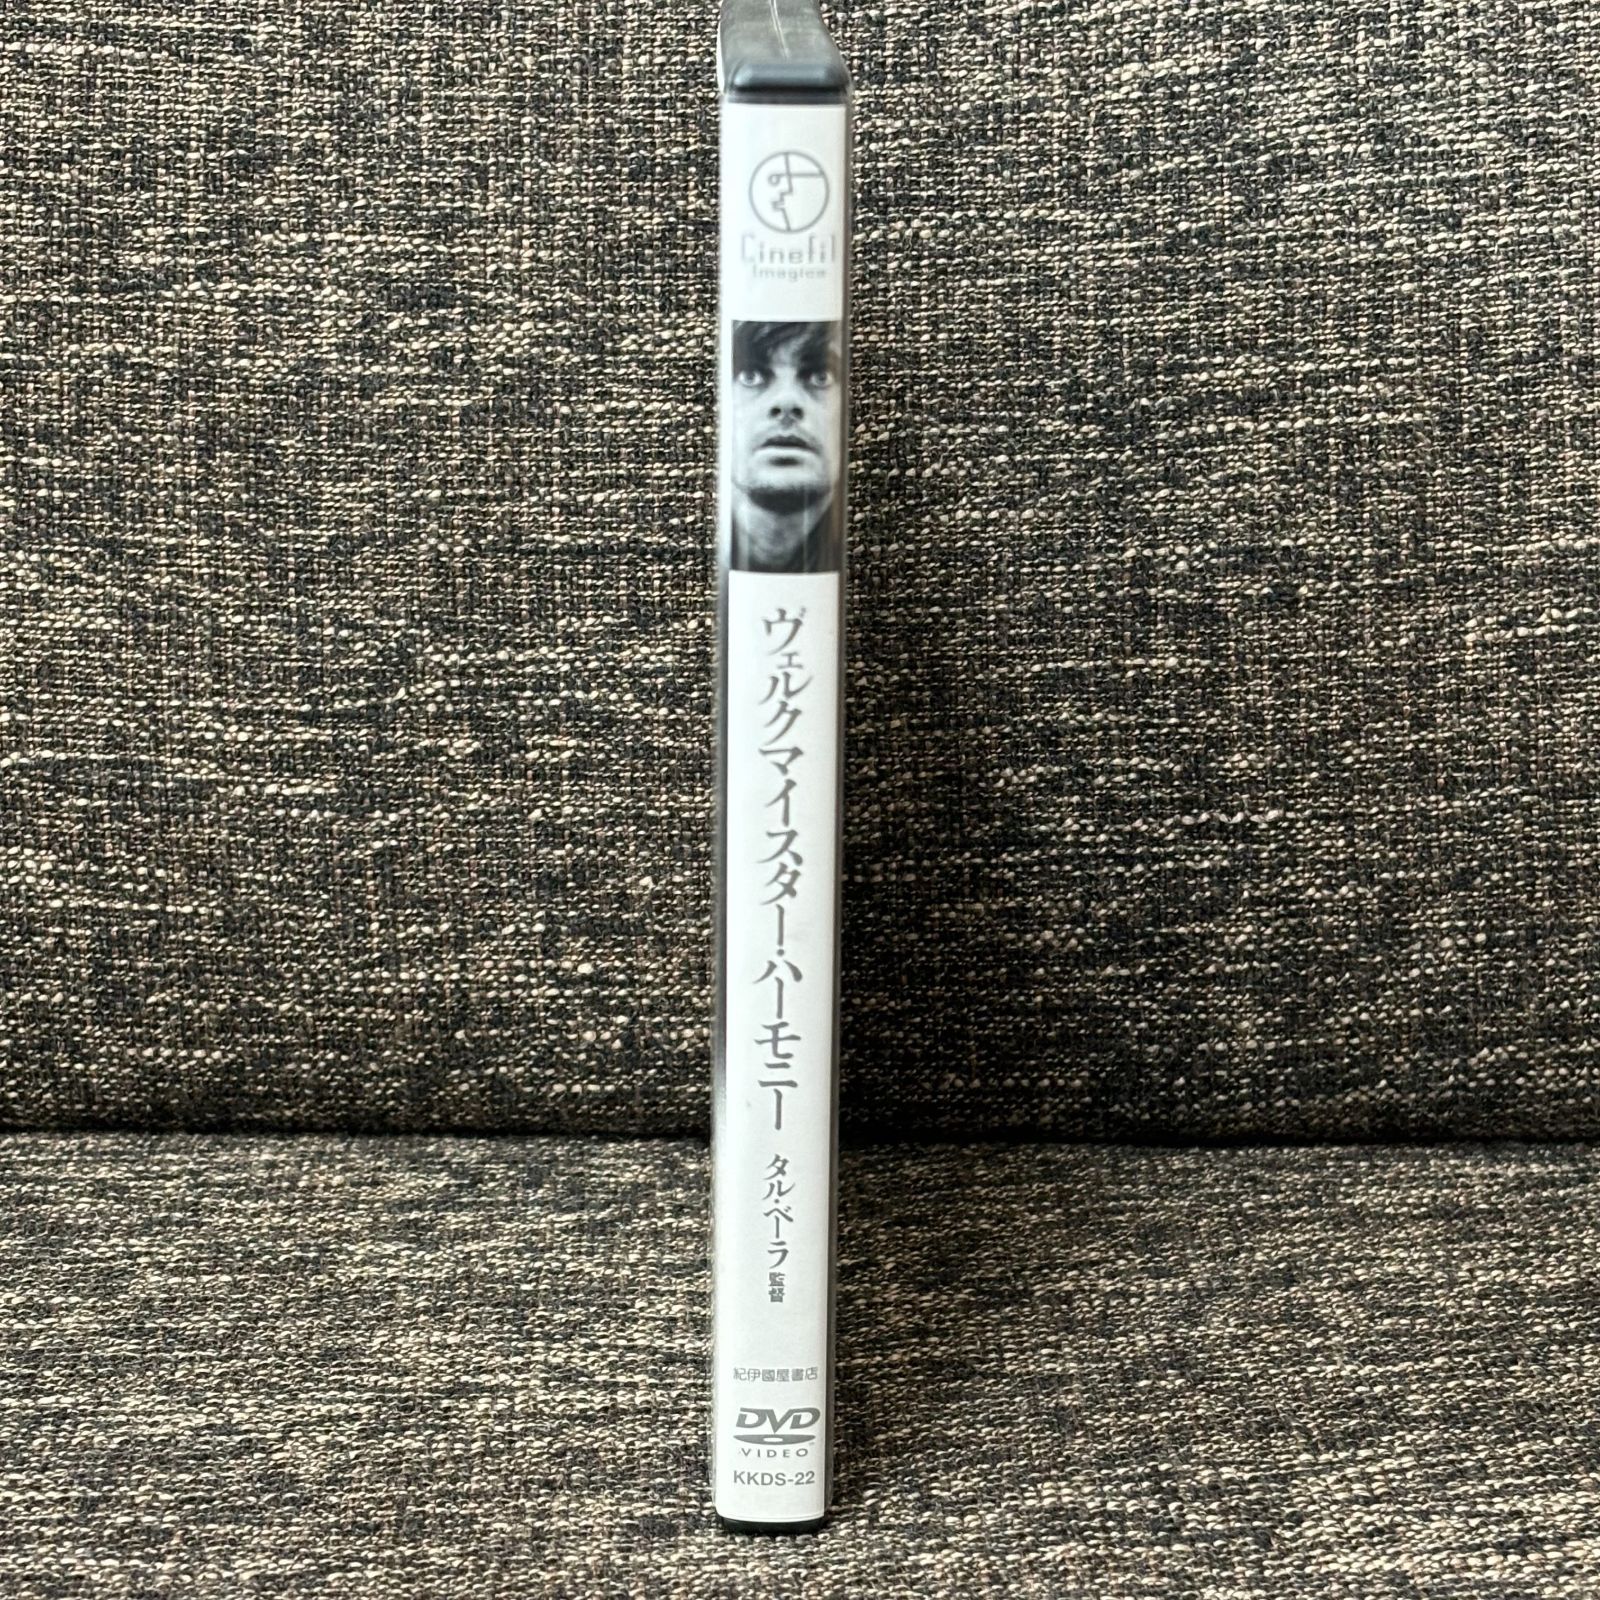 Cinefil
Imagica
ヴェルクマイスター・ハーモニー
タル・ベーラ監督
紀伊國屋書店
DVD
VIDEO
KKDS-22